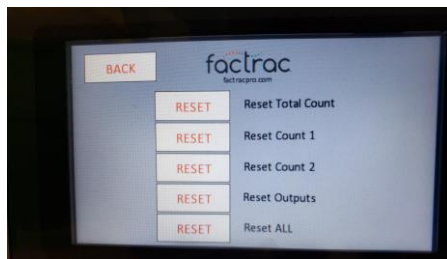 BACK
factrac
factracpro.com
RESET Reset Total Count
RESET Reset Count 1
RESET Reset Count 2
RESET Reset Outputs
RESET Reset ALL